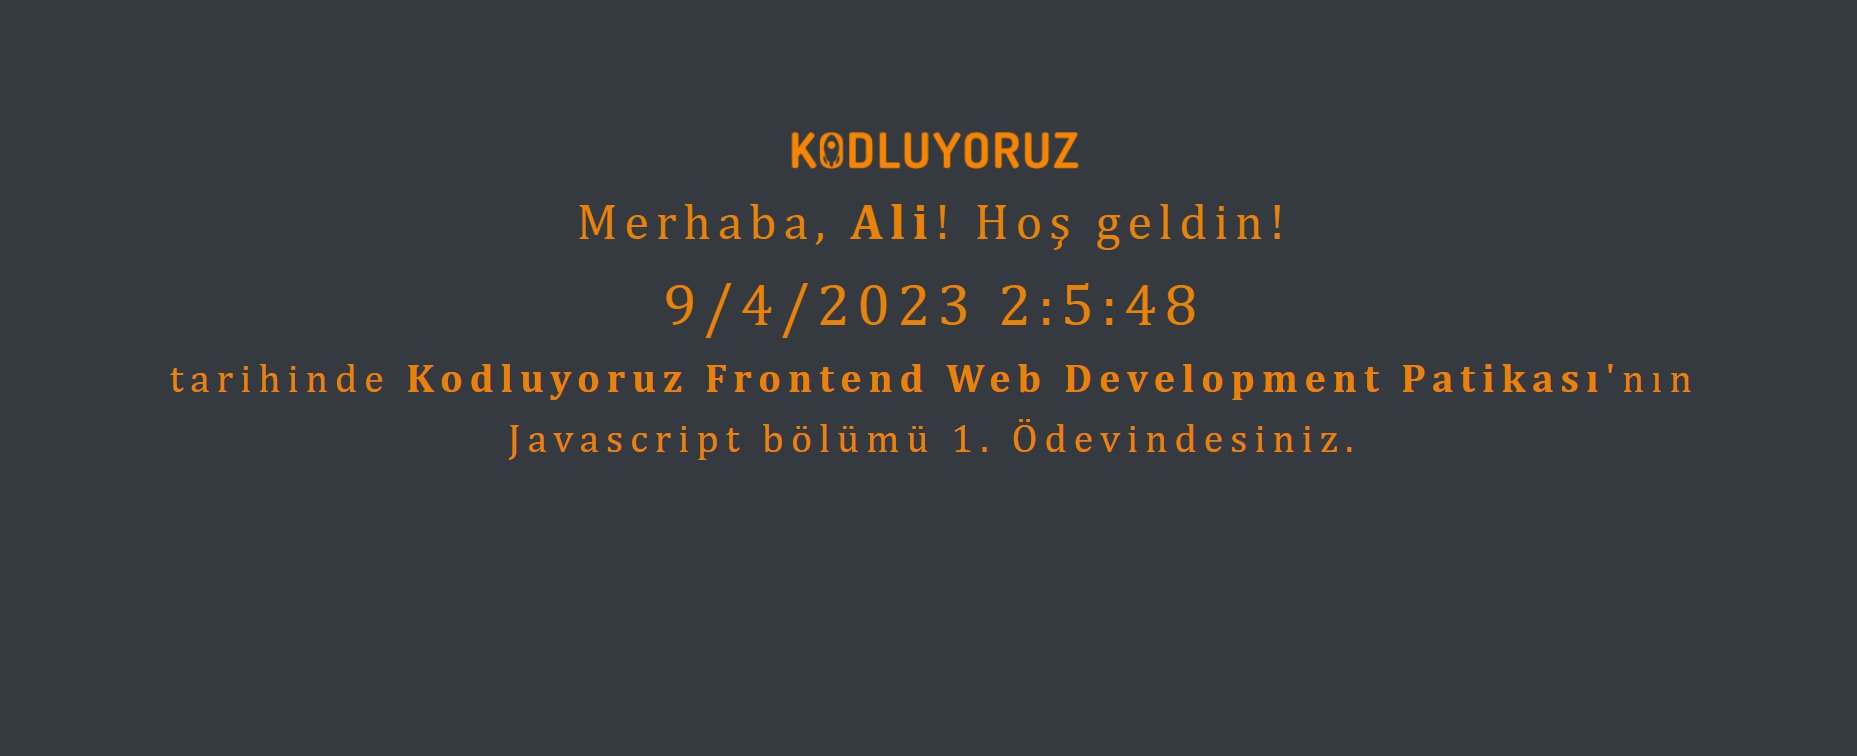 KODLUYORUZ
Merhaba, Ali! Hoş geldin!
9/4/2023 2:5:48
tarihinde Kodluyoruz Frontend Web Development Patikası'nın
Javascript bölümü 1. Ödevindesiniz.